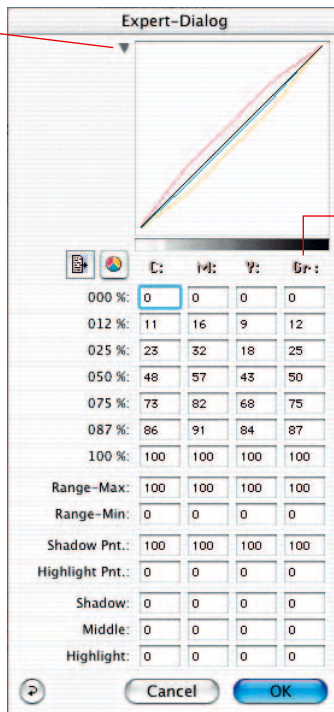 Expert-Dialog
C: M: Y: Gr:
000 %: 0 0 0 0
012 %: 11 16 9 12
025 %: 23 32 18 25
050 %: 48 57 43 50
075 %: 73 82 68 75
087 %: 86 91 84 87
100 %: 100 100 100 100
Range-Max: 100 100 100 100
Range-Min: 0 0 0 0
Shadow Pnt.: 100 100 100 100
Highlight Pnt.: 0 0 0 0
Shadow: 0 0 0 0
Middle: 0 0 0 0
Highlight: 0 0 0 0
Cancel OK